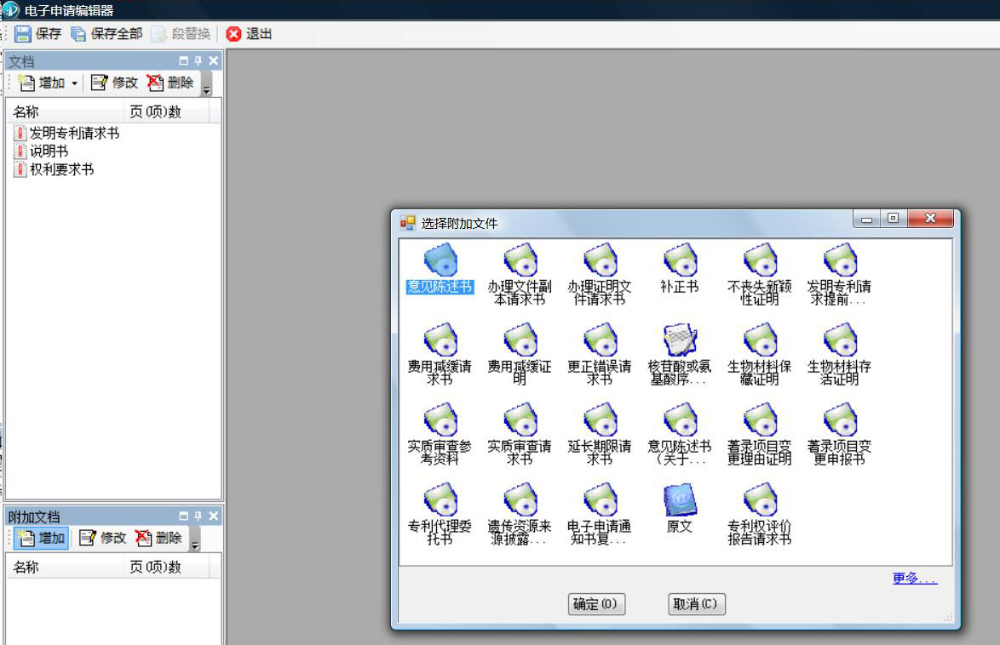 电子申请编辑器
保存 保存全部 段替换 退出
文档
增加 修改 删除
名称 页(项)数
发明专利请求书
说明书
权利要求书
选择附加文件
意见陈述书
办理文件副
本请求书
办理证明文
件请求书
补正书
不丧失新颖
性证明
发明专利请
求提前...
费用减缓请
求书
费用减缓证
明
更正错误请
求书
核苷酸或氨
基酸序...
生物材料保
藏证明
生物材料存
活证明
实质审查参
考资料
实质审查请
求书
延长期限请
求书
意见陈述书
（关于...
著录项目变
更理由证明
著录项目变
更申报书
专利代理委
托书
遗传资源来
源披露...
电子申请通
知书复...
原文
专利权评价
报告请求书
更多...
确定(O) 取消(C)
附加文档
增加 修改 删除
名称 页(项)数